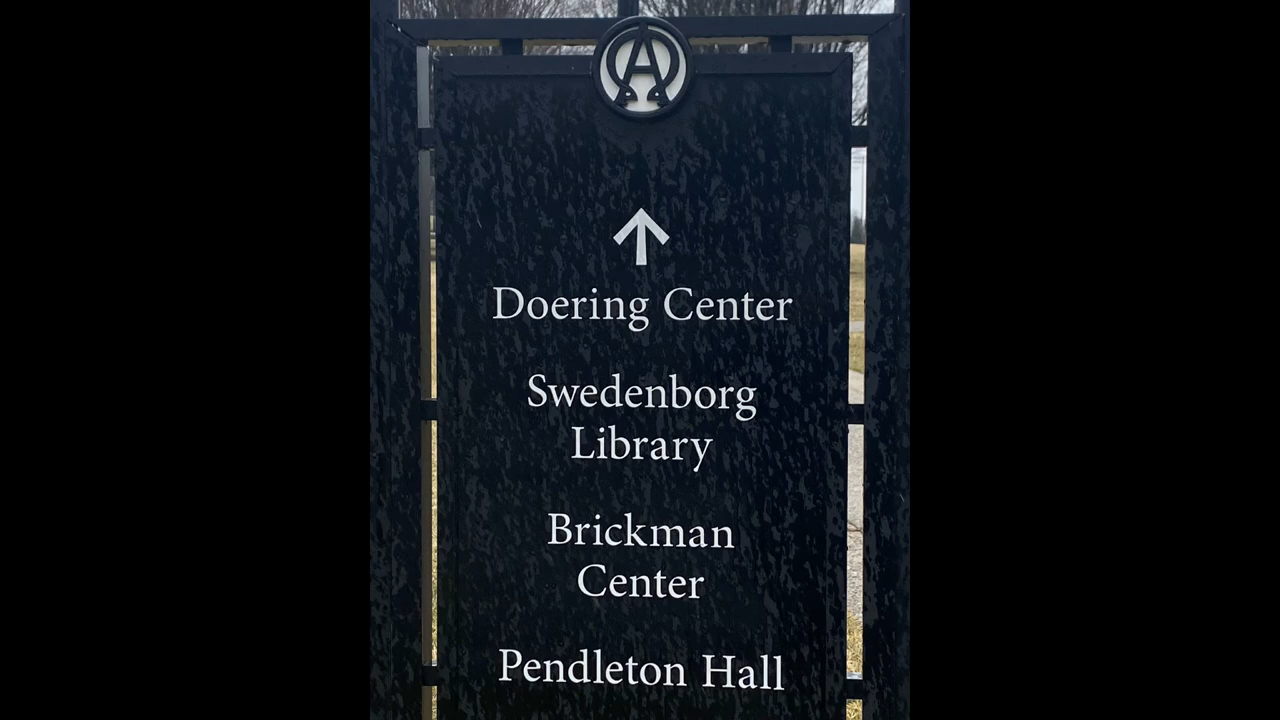 Doering Center
Swedenborg
Library
Brickman
Center
Pendleton Hall